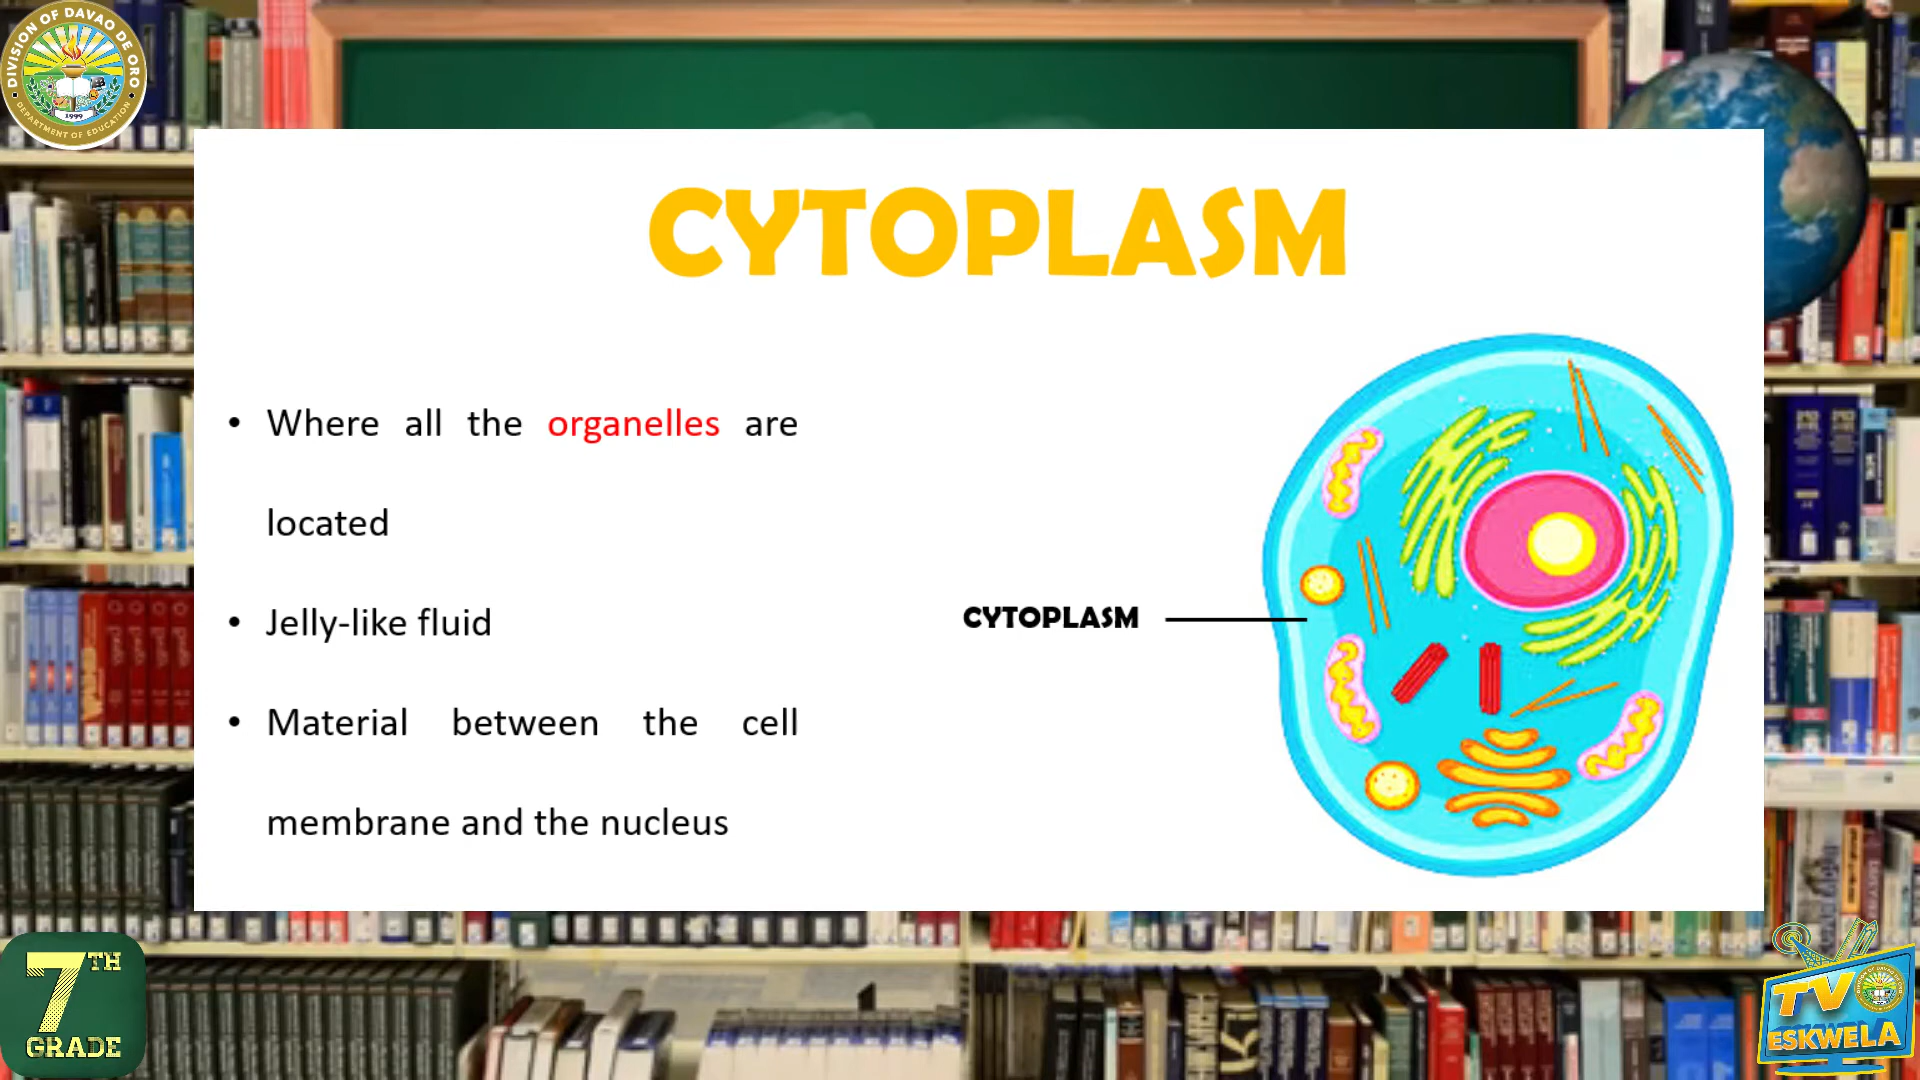 DIVISION OF DAVAO DE ORO
DEPARTMENT OF EDUCATION
1999
CYTOPLASM
• Where all the organelles are
located
• Jelly-like fluid
• Material between the cell
membrane and the nucleus
CYTOPLASM
7TH
GRADE
TV
ESKWELA